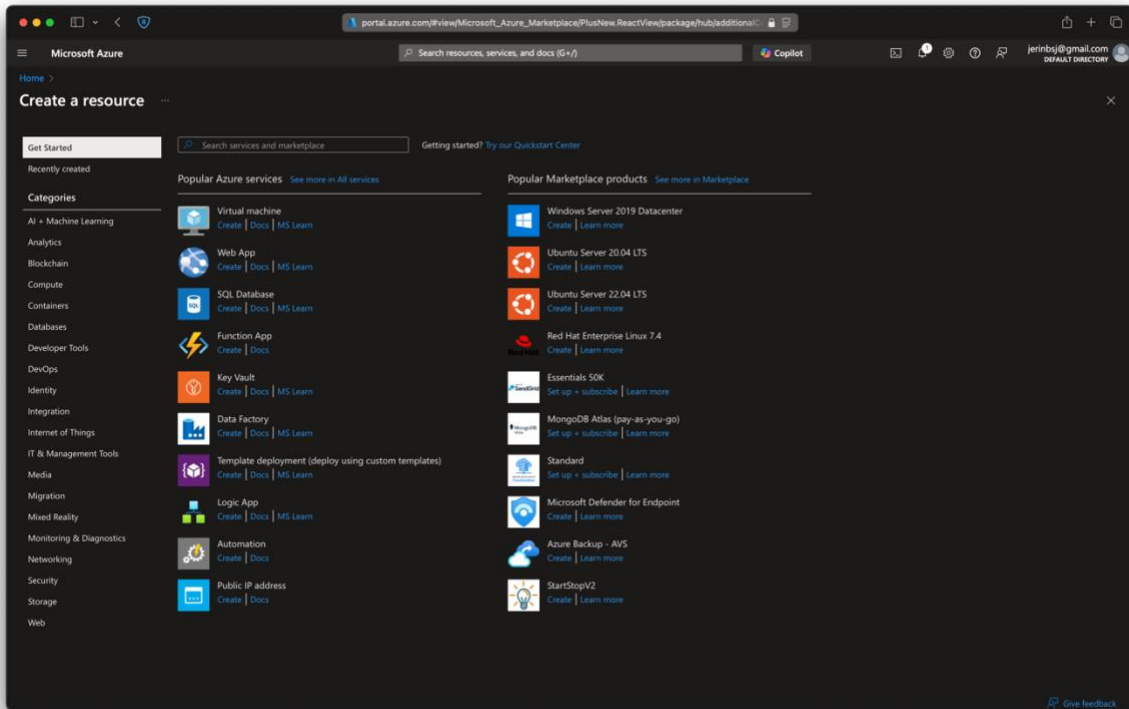 portal.azure.com/#view/Microsoft_Azure_Marketplace/PlusNew.ReactView/package/hub/additional
Microsoft Azure
Search resources, services, and docs (G+/)
Copilot
1
jerinbsj@gmail.com
DEFAULT DIRECTORY
Home >
Create a resource ...
Get Started
Recently created
Categories
AI + Machine Learning
Analytics
Blockchain
Compute
Containers
Databases
Developer Tools
DevOps
Identity
Integration
Internet of Things
IT & Management Tools
Media
Migration
Mixed Reality
Monitoring & Diagnostics
Networking
Security
Storage
Web
Search services and marketplace
Getting started? Try our Quickstart Center
Popular Azure services See more in All services
Virtual machine
Create | Docs | MS Learn
Web App
Create | Docs | MS Learn
SQL
SQL Database
Create | Docs | MS Learn
Function App
Create | Docs
Key Vault
Create | Docs | MS Learn
Data Factory
Create | Docs | MS Learn
Template deployment (deploy using custom templates)
Create | Docs | MS Learn
Logic App
Create | Docs | MS Learn
Automation
Create | Docs
Public IP address
Create | Docs
Popular Marketplace products See more in Marketplace
Windows Server 2019 Datacenter
Create | Learn more
Ubuntu Server 20.04 LTS
Create | Learn more
Ubuntu Server 22.04 LTS
Create | Learn more
Red Hat
Red Hat Enterprise Linux 7.4
Create | Learn more
SendGrid
Essentials 50K
Set up + subscribe | Learn more
MongoDB
MongoDB Atlas (pay-as-you-go)
Set up + subscribe | Learn more
Standard
Set up + subscribe | Learn more
Microsoft Defender for Endpoint
Create | Learn more
Azure Backup - AVS
Create | Learn more
StartStopV2
Create | Learn more
Give feedback